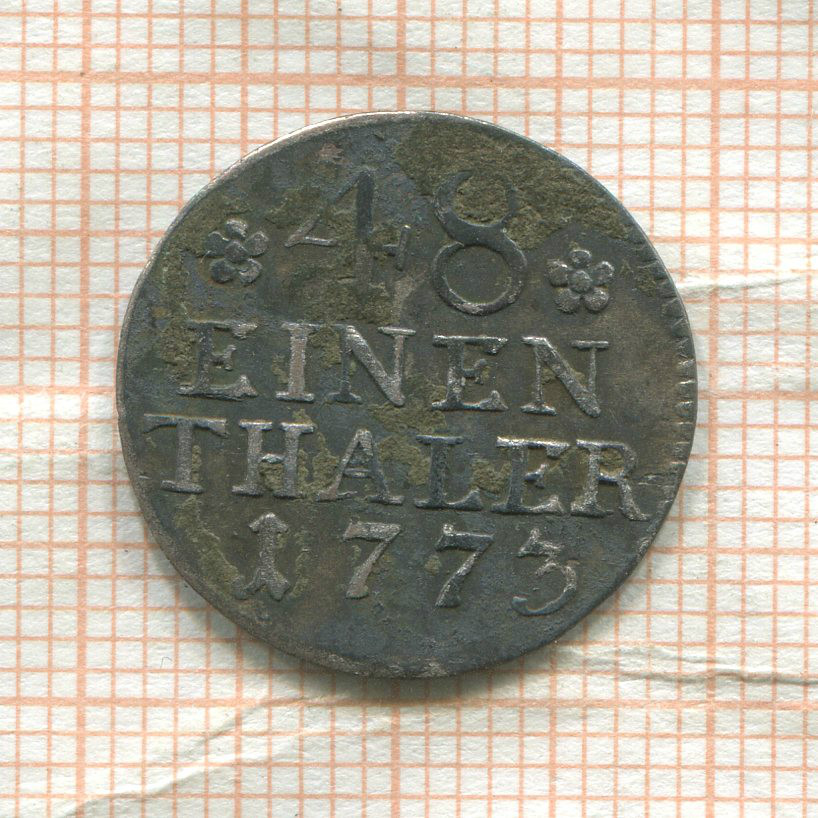 48
EINEN
THALER
1773